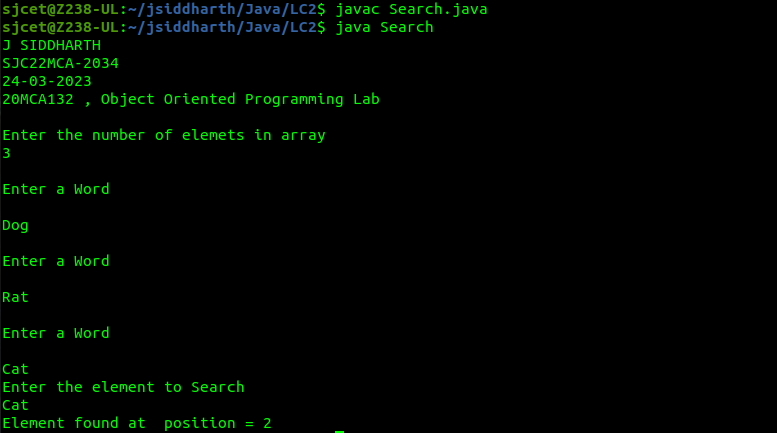 sjcet@Z238-UL:~/jsiddharth/Java/LC2$ javac Search.java
sjcet@Z238-UL:~/jsiddharth/Java/LC2$ java Search
J SIDDHARTH
SJC22MCA-2034
24-03-2023
20MCA132 , Object Oriented Programming Lab
Enter the number of elemets in array
3
Enter a Word
Dog
Enter a Word
Rat
Enter a Word
Cat
Enter the element to Search
Cat
Element found at  position = 2